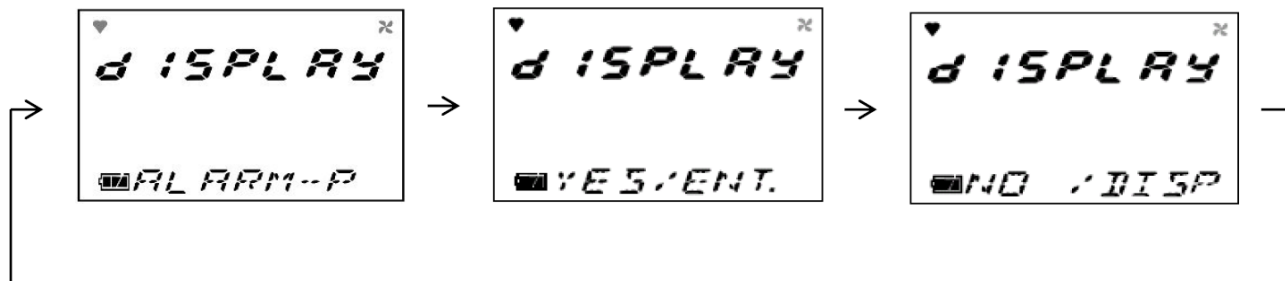 dISPLAY
ALARM-P
dISPLAY
YES/ENT.
dISPLAY
NO /DISP